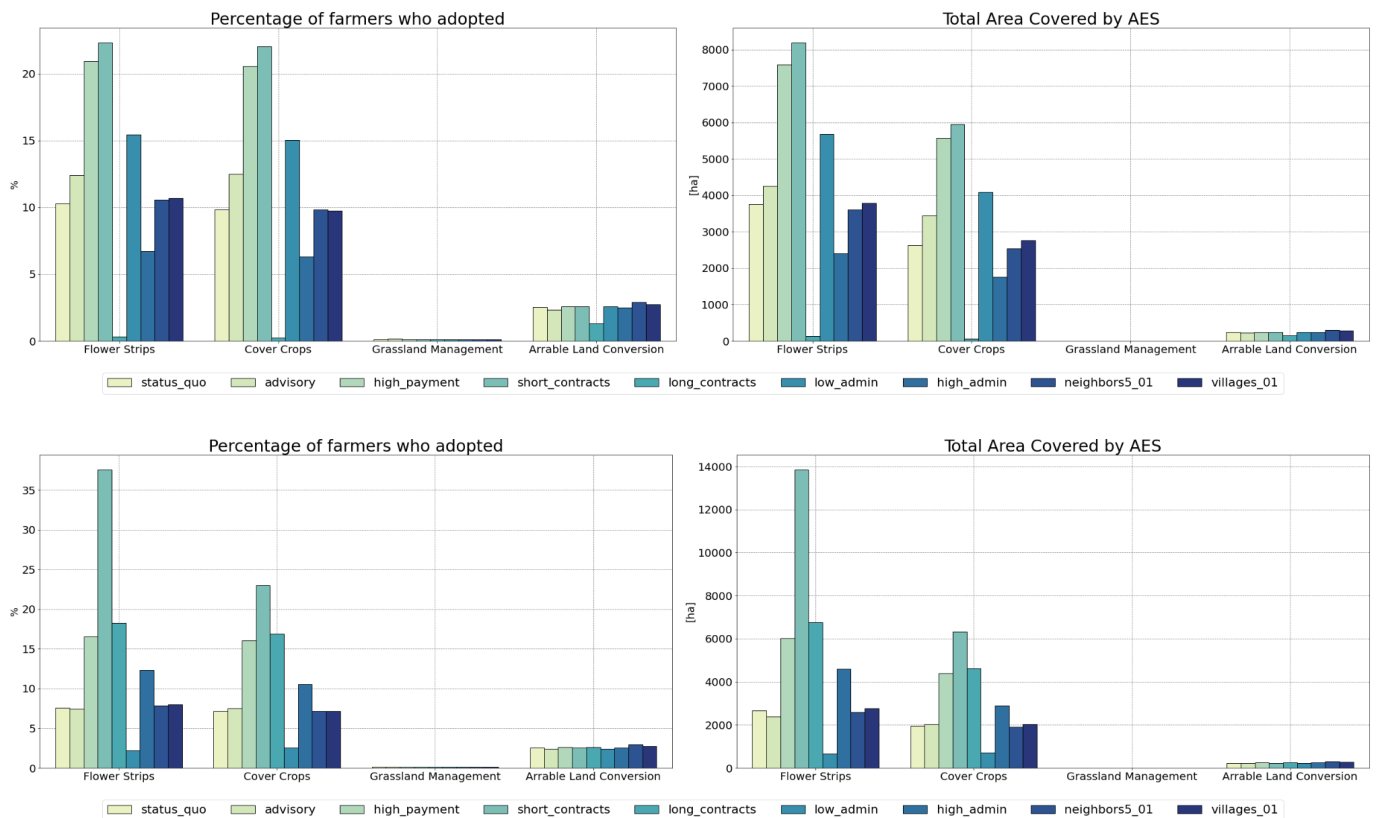 Percentage of farmers who adopted
20
15
10
5
0
%
Flower Strips Cover Crops Grassland Management Arrable Land Conversion
Total Area Covered by AES
8000
7000
6000
5000
4000
3000
2000
1000
0
[ha]
Flower Strips Cover Crops Grassland Management Arrable Land Conversion
status_quo advisory high_payment short_contracts long_contracts low_admin high_admin neighbors5_01 villages_01
Percentage of farmers who adopted
35
30
25
20
15
10
5
0
%
Flower Strips Cover Crops Grassland Management Arrable Land Conversion
Total Area Covered by AES
14000
12000
10000
8000
6000
4000
2000
0
[ha]
Flower Strips Cover Crops Grassland Management Arrable Land Conversion
status_quo advisory high_payment short_contracts long_contracts low_admin high_admin neighbors5_01 villages_01